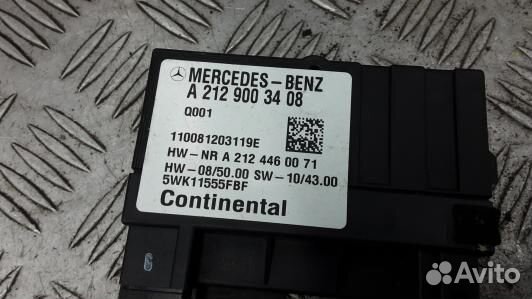 MERCEDES-BENZ
A 212 900 34 08
Q001
110081203119E
HW-NR A 212 446 00 71
HW-08/50.00 SW-10/43.00
5WK11555FBF
Continental
Avito